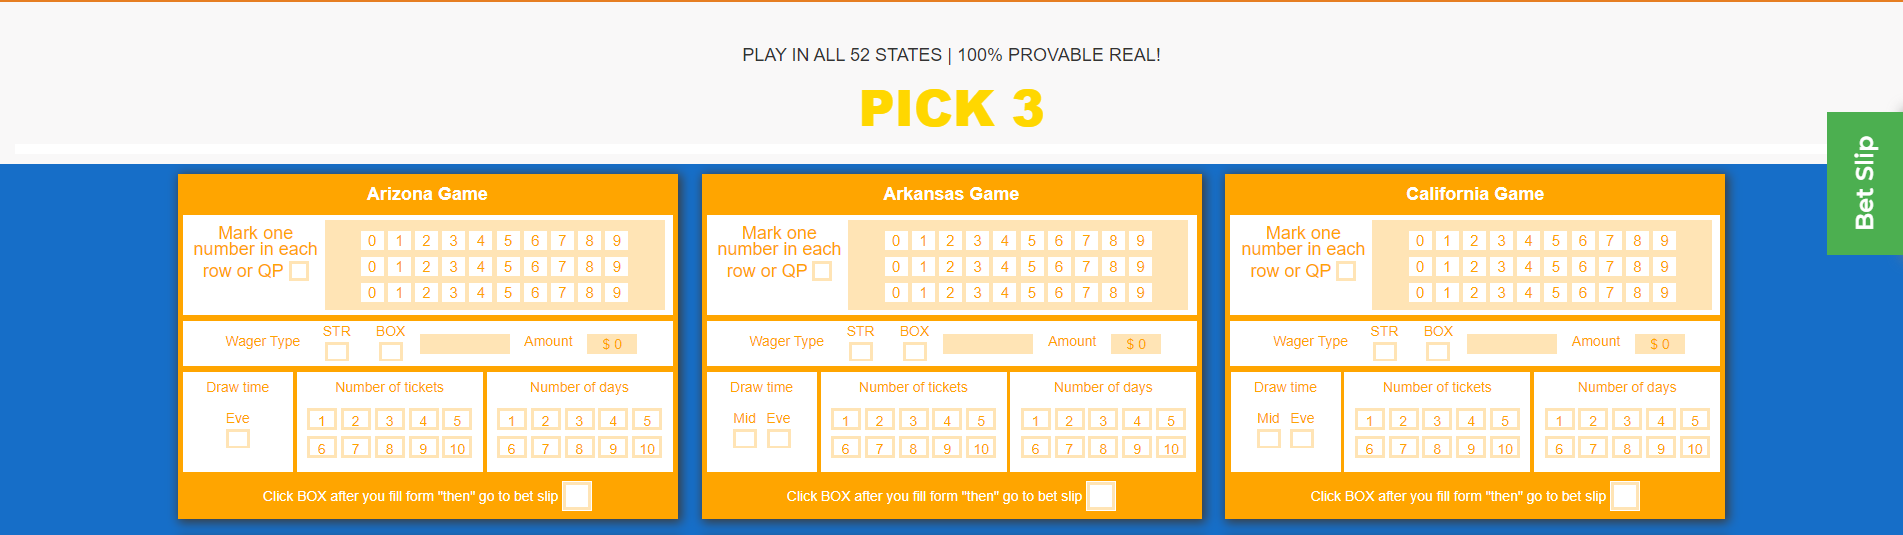 PLAY IN ALL 52 STATES | 100% PROVABLE REAL!
PICK 3
Bet Slip
Arizona Game
Mark one
number in each
row or QP
0 1 2 3 4 5 6 7 8 9
0 1 2 3 4 5 6 7 8 9
0 1 2 3 4 5 6 7 8 9
Wager Type STR BOX Amount $ 0
Draw time Number of tickets Number of days
Eve
1 2 3 4 5 1 2 3 4 5
6 7 8 9 10 6 7 8 9 10
Click BOX after you fill form "then" go to bet slip
Arkansas Game
Mark one
number in each
row or QP
0 1 2 3 4 5 6 7 8 9
0 1 2 3 4 5 6 7 8 9
0 1 2 3 4 5 6 7 8 9
Wager Type STR BOX Amount $ 0
Draw time Number of tickets Number of days
Mid Eve
1 2 3 4 5 1 2 3 4 5
6 7 8 9 10 6 7 8 9 10
Click BOX after you fill form "then" go to bet slip
California Game
Mark one
number in each
row or QP
0 1 2 3 4 5 6 7 8 9
0 1 2 3 4 5 6 7 8 9
0 1 2 3 4 5 6 7 8 9
Wager Type STR BOX Amount $ 0
Draw time Number of tickets Number of days
Mid Eve
1 2 3 4 5 1 2 3 4 5
6 7 8 9 10 6 7 8 9 10
Click BOX after you fill form "then" go to bet slip